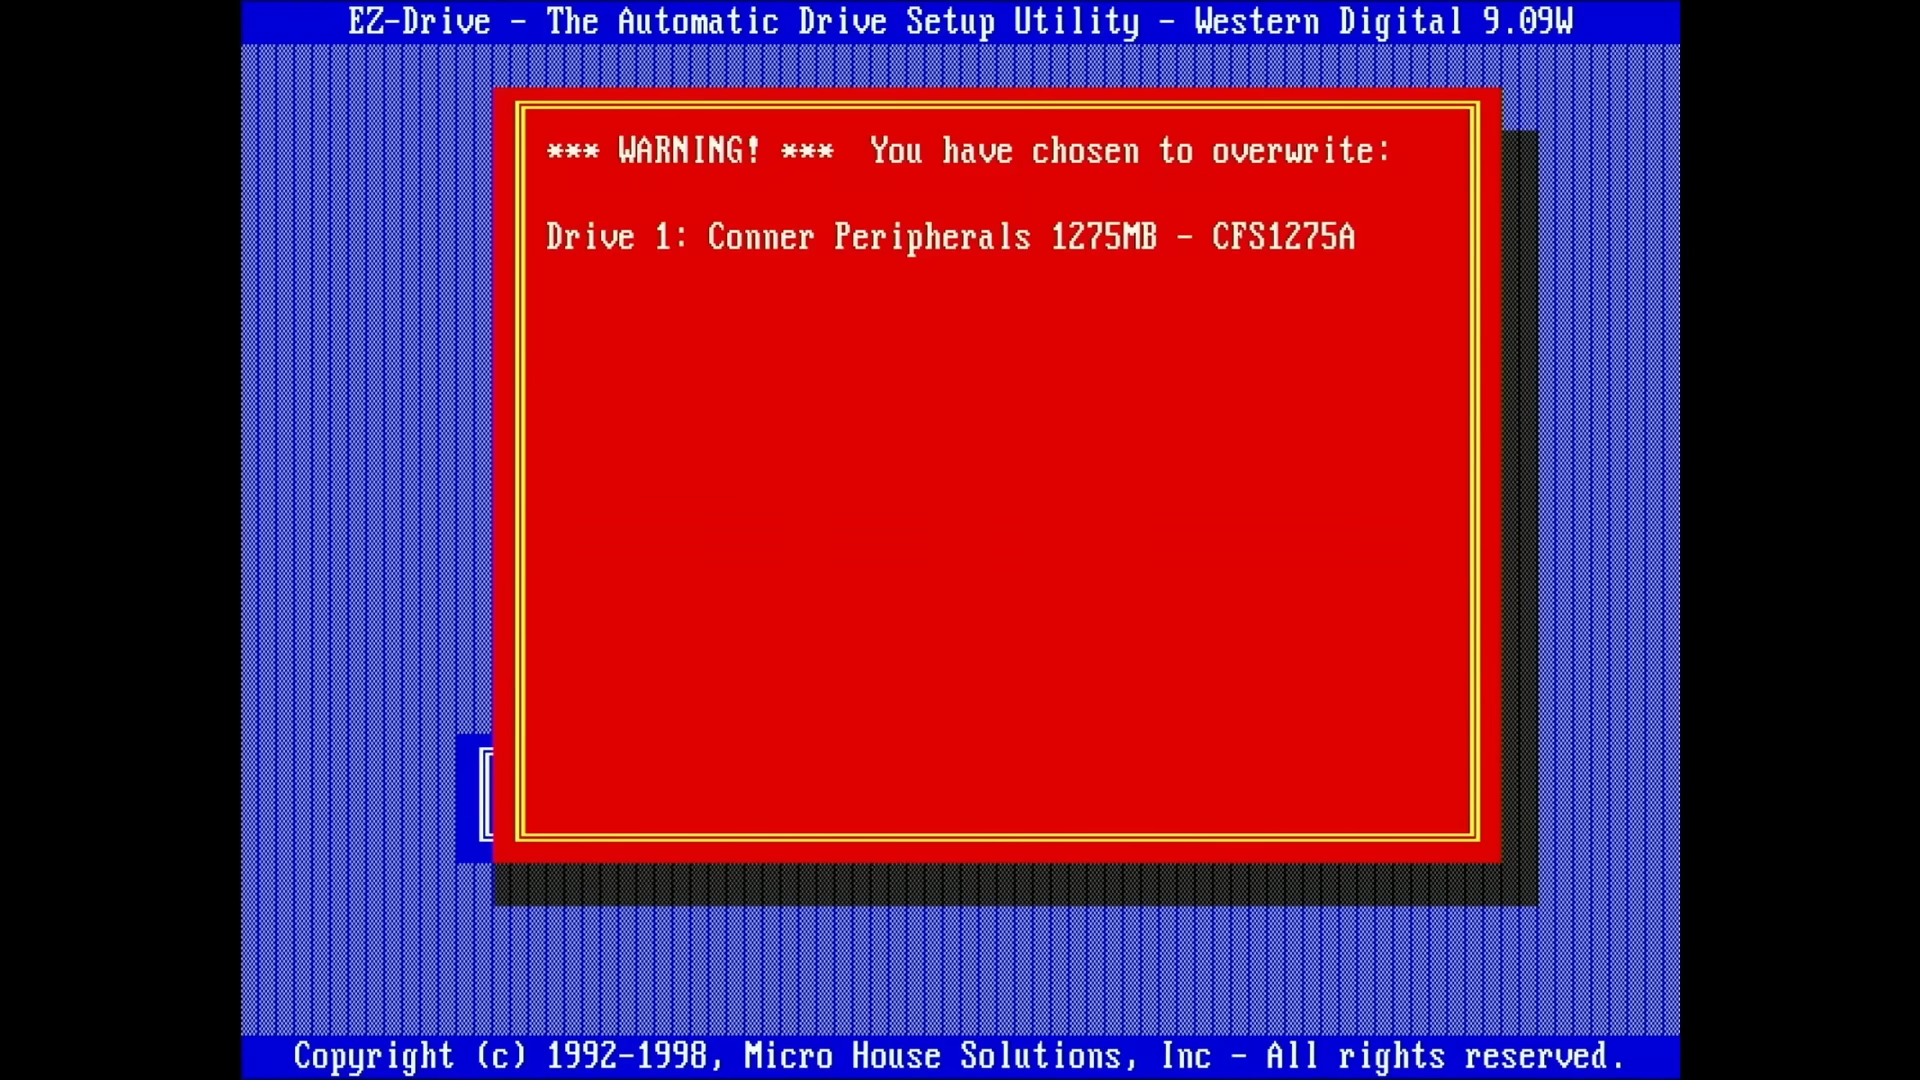 EZ-Drive - The Automatic Drive Setup Utility - Western Digital 9.09W
*** WARNING! *** You have chosen to overwrite:
Drive 1: Conner Peripherals 1275MB - CFS1275A
Copyright (c) 1992-1998, Micro House Solutions, Inc - All rights reserved.